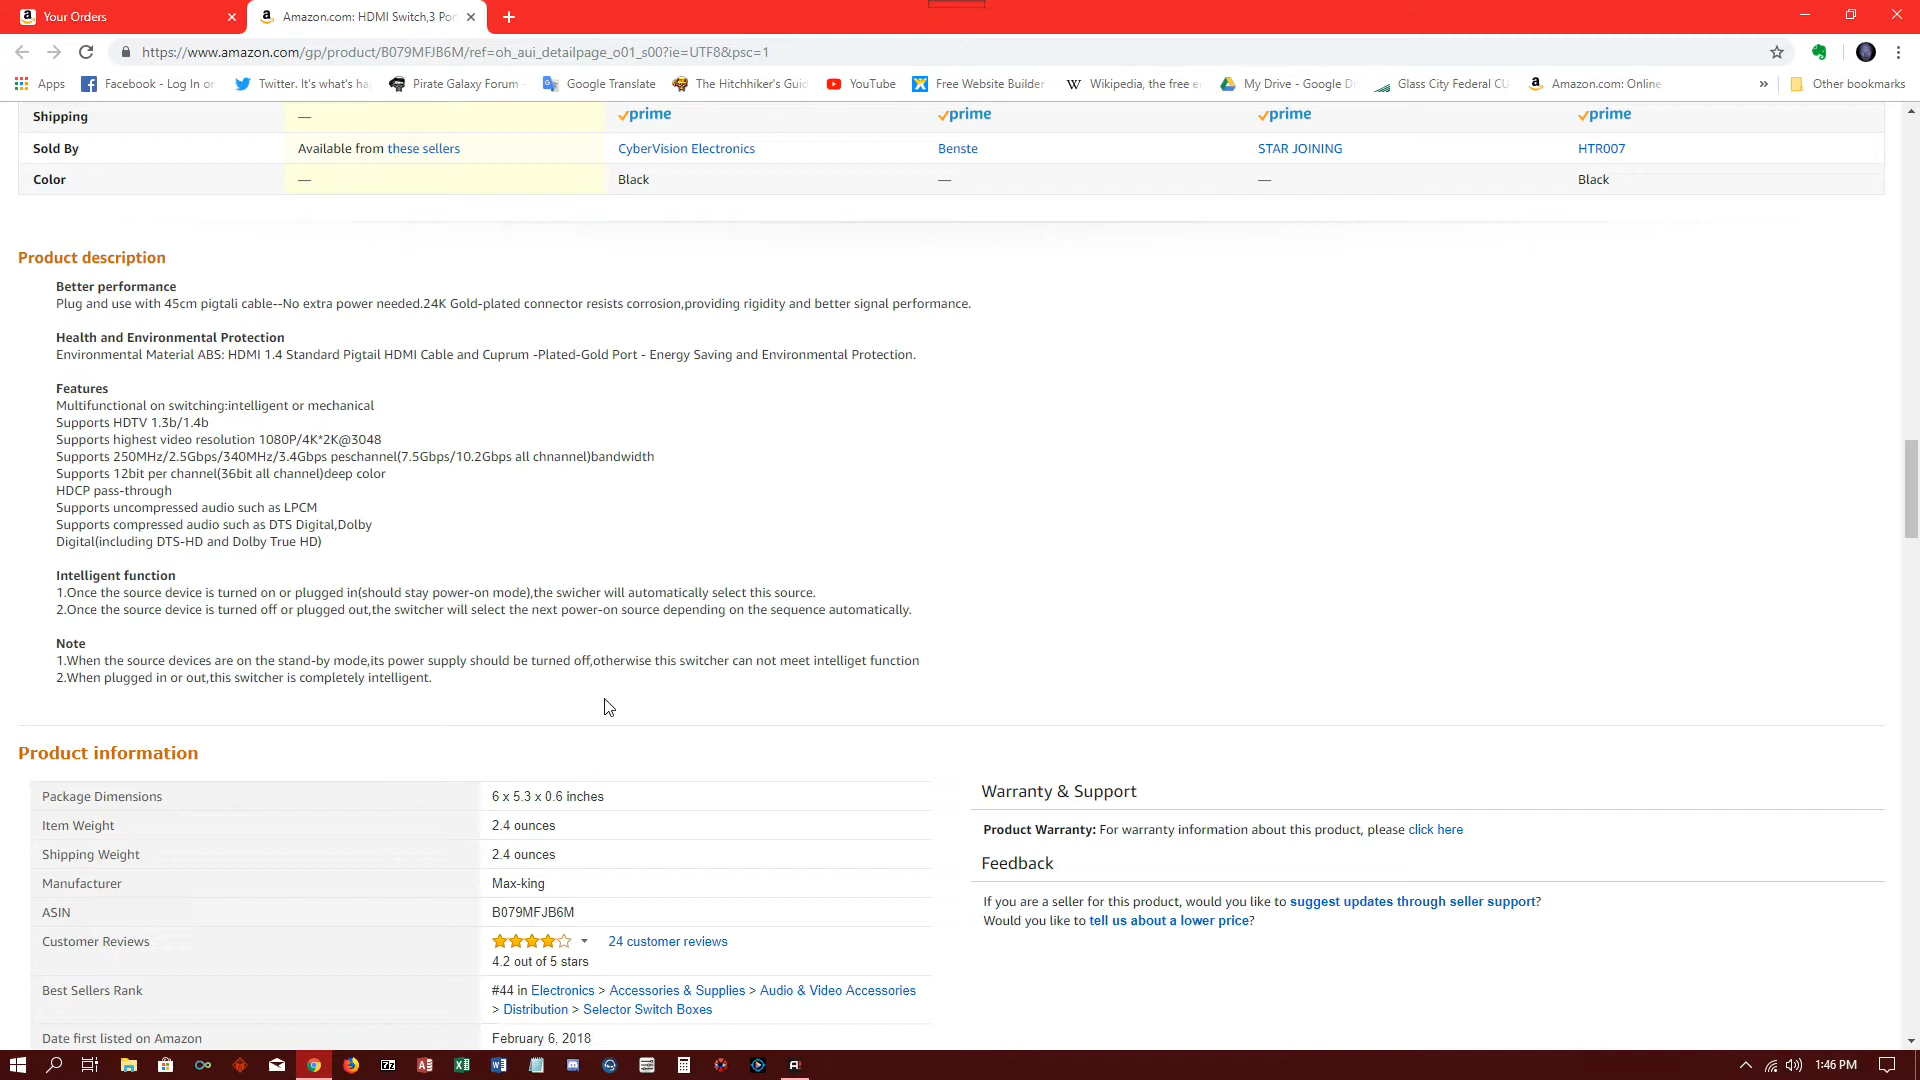 Your Orders
Amazon.com: HDMI Switch,3 Por
https://www.amazon.com/gp/product/B079MFJB6M/ref=oh_aui_detailpage_o01_s00?ie=UTF8&psc=1
Apps
Facebook - Log In or
Twitter. It's what's ha
Pirate Galaxy Forum
Google Translate
The Hitchhiker's Guid
YouTube
Free Website Builder
Wikipedia, the free e
My Drive - Google D
Glass City Federal CU
Amazon.com: Online
»
Other bookmarks
Shipping — prime prime prime prime
Sold By Available from these sellers CyberVision Electronics Benste STAR JOINING HTR007
Color — Black — — Black
Product description
Better performance
Plug and use with 45cm pigtali cable--No extra power needed.24K Gold-plated connector resists corrosion,providing rigidity and better signal performance.
Health and Environmental Protection
Environmental Material ABS: HDMI 1.4 Standard Pigtail HDMI Cable and Cuprum -Plated-Gold Port - Energy Saving and Environmental Protection.
Features
Multifunctional on switching:intelligent or mechanical
Supports HDTV 1.3b/1.4b
Supports highest video resolution 1080P/4K*2K@3048
Supports 250MHz/2.5Gbps/340MHz/3.4Gbps peschannel(7.5Gbps/10.2Gbps all chnannel)bandwidth
Supports 12bit per channel(36bit all channel)deep color
HDCP pass-through
Supports uncompressed audio such as LPCM
Supports compressed audio such as DTS Digital,Dolby
Digital(including DTS-HD and Dolby True HD)
Intelligent function
1.Once the source device is turned on or plugged in(should stay power-on mode),the swicher will automatically select this source.
2.Once the source device is turned off or plugged out,the switcher will select the next power-on source depending on the sequence automatically.
Note
1.When the source devices are on the stand-by mode,its power supply should be turned off,otherwise this switcher can not meet intelliget function
2.When plugged in or out,this switcher is completely intelligent.
Product information
Package Dimensions 6 x 5.3 x 0.6 inches
Item Weight 2.4 ounces
Shipping Weight 2.4 ounces
Manufacturer Max-king
ASIN B079MFJB6M
Customer Reviews 24 customer reviews
4.2 out of 5 stars
Best Sellers Rank #44 in Electronics > Accessories & Supplies > Audio & Video Accessories
> Distribution > Selector Switch Boxes
Date first listed on Amazon February 6, 2018
Warranty & Support
Product Warranty: For warranty information about this product, please click here
Feedback
If you are a seller for this product, would you like to suggest updates through seller support?
Would you like to tell us about a lower price?
1:46 PM